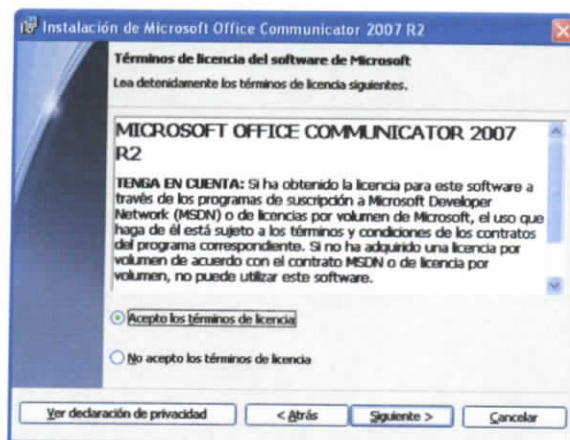 Instalación de Microsoft Office Communicator 2007 R2
Términos de licencia del software de Microsoft
Lea detenidamente los términos de licencia siguientes.
MICROSOFT OFFICE COMMUNICATOR 2007
R2
TENGA EN CUENTA: Si ha obtenido la licencia para este software a
través de los programas de suscripción a Microsoft Developer
Network (MSDN) o de licencias por volumen de Microsoft, el uso que
haga de él está sujeto a los términos y condiciones de los contratos
del programa correspondiente. Si no ha adquirido una licencia por
volumen de acuerdo con el contrato MSDN o de licencia por
volumen, no puede utilizar este software.
Acepto los términos de licencia
No acepto los términos de licencia
Ver declaración de privacidad
< Atrás
Siguiente >
Cancelar